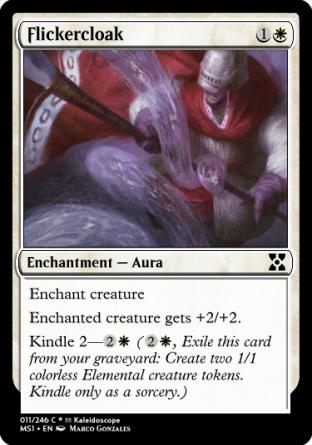 Flickercloak 1
Enchantment — Aura
Enchant creature
Enchanted creature gets +2/+2.
Kindle 2—2 ( 2 , Exile this card
from your graveyard: Create two 1/1
colorless Elemental creature tokens.
Kindle only as a sorcery.)
011/246 C * Kaleidoscope
MS1 • EN Marco Gonzales